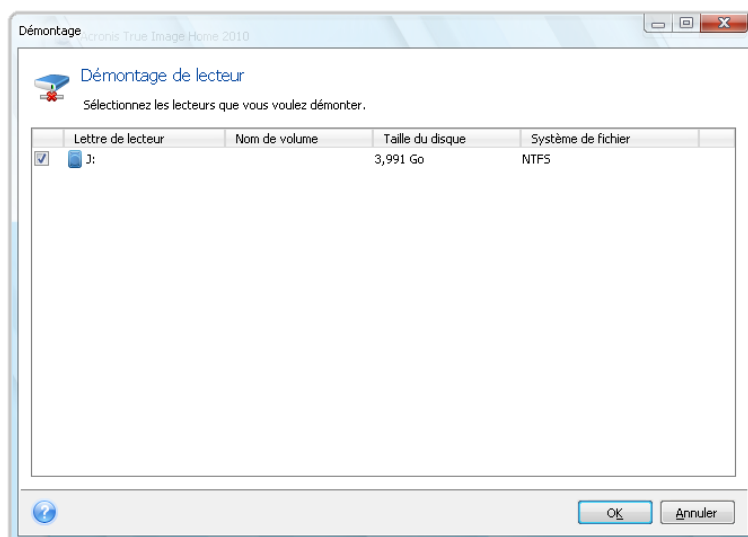 Démontage
Acronis True Image Home 2010
Démontage de lecteur
Sélectionnez les lecteurs que vous voulez démonter.
Lettre de lecteur Nom de volume Taille du disque Système de fichier
J: 3,991 Go NTFS
OK Annuler